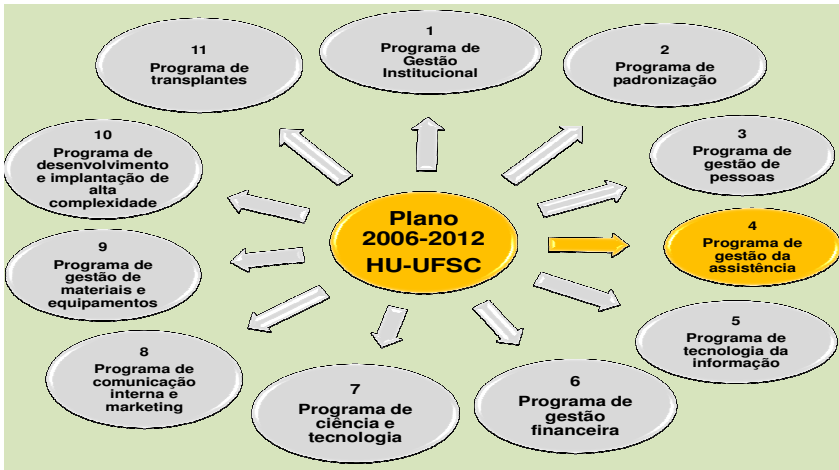 1
Programa de
Gestão
Institucional
2
Programa de
padronização
3
Programa de
gestão de
pessoas
4
Programa de
gestão da
assistência
5
Programa de
tecnologia da
informação
6
Programa de
gestão
financeira
7
Programa de
ciência e
tecnologia
8
Programa de
comunicação
interna e
marketing
9
Programa de
gestão de
materiais e
equipamentos
10
Programa de
desenvolvimento
e implantação de
alta
complexidade
11
Programa de
transplantes
Plano
2006-2012
HU-UFSC